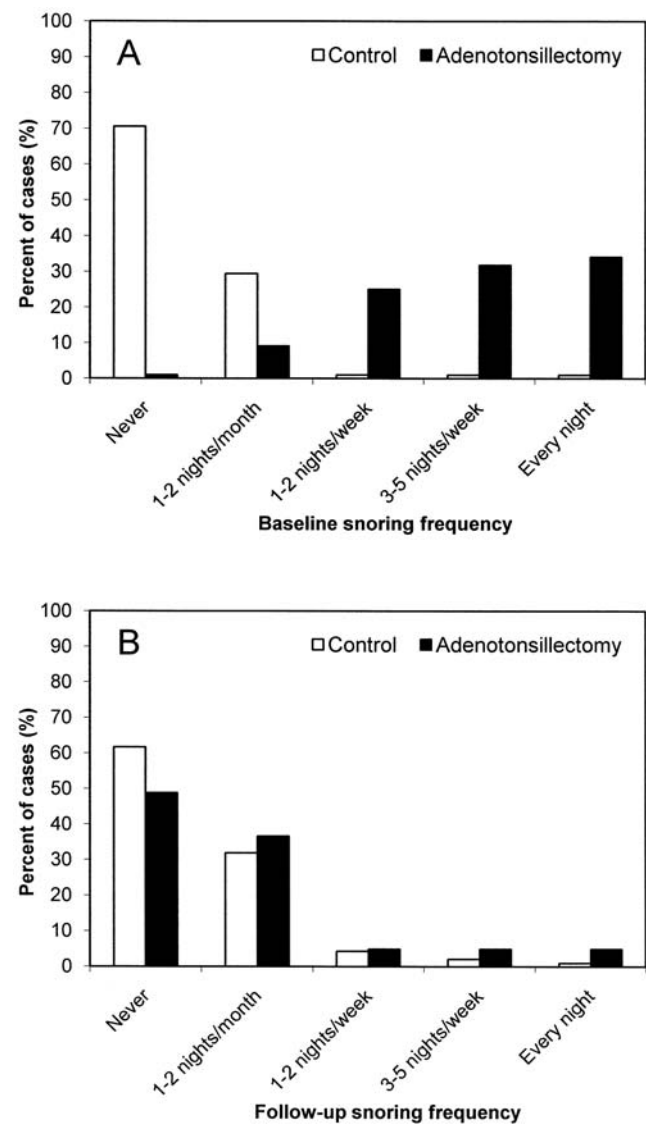 A
Control Adenotonsillectomy
Percent of cases (%)
100
90
80
70
60
50
40
30
20
10
0
Never
1-2 nights/month
1-2 nights/week
3-5 nights/week
Every night
Baseline snoring frequency
B
Control Adenotonsillectomy
Percent of cases (%)
100
90
80
70
60
50
40
30
20
10
0
Never
1-2 nights/month
1-2 nights/week
3-5 nights/week
Every night
Follow-up snoring frequency